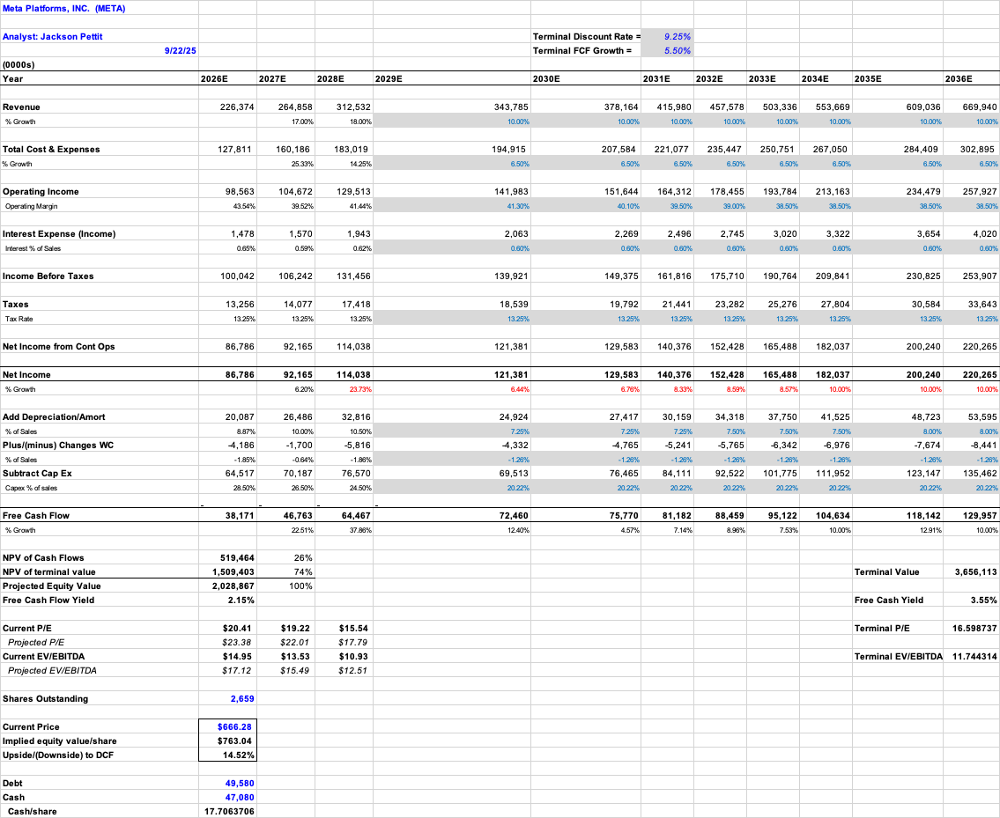 Meta Platforms, INC. (META)
Analyst: Jackson Pettit Terminal Discount Rate = 9.25%
9/22/25 Terminal FCF Growth = 5.50%
(0000s)
Year 2026E 2027E 2028E 2029E 2030E 2031E 2032E 2033E 2034E 2035E 2036E
Revenue 226,374 264,858 312,532 343,785 378,164 415,980 457,578 503,336 553,669 609,036 669,940
% Growth 17.00% 18.00% 10.00% 10.00% 10.00% 10.00% 10.00% 10.00% 10.00% 10.00%
Total Cost & Expenses 127,811 160,186 183,019 194,915 207,584 221,077 235,447 250,751 267,050 284,409 302,895
% Growth 25.33% 14.25% 6.50% 6.50% 6.50% 6.50% 6.50% 6.50% 6.50% 6.50%
Operating Income 98,563 104,672 129,513 141,983 151,644 164,312 178,455 193,784 213,163 234,479 257,927
Operating Margin 43.54% 39.52% 41.44% 41.30% 40.10% 39.50% 39.00% 38.50% 38.50% 38.50% 38.50%
Interest Expense (Income) 1,478 1,570 1,943 2,063 2,269 2,496 2,745 3,020 3,322 3,654 4,020
Interest % of Sales 0.65% 0.59% 0.62% 0.60% 0.60% 0.60% 0.60% 0.60% 0.60% 0.60% 0.60%
Income Before Taxes 100,042 106,242 131,456 139,921 149,375 161,816 175,710 190,764 209,841 230,825 253,907
Taxes 13,256 14,077 17,418 18,539 19,792 21,441 23,282 25,276 27,804 30,584 33,643
Tax Rate 13.25% 13.25% 13.25% 13.25% 13.25% 13.25% 13.25% 13.25% 13.25% 13.25% 13.25%
Net Income from Cont Ops 86,786 92,165 114,038 121,381 129,583 140,376 152,428 165,488 182,037 200,240 220,265
Net Income 86,786 92,165 114,038 121,381 129,583 140,376 152,428 165,488 182,037 200,240 220,265
% Growth 6.20% 23.73% 6.44% 6.76% 8.33% 8.59% 8.57% 10.00% 10.00% 10.00%
Add Depreciation/Amort 20,087 26,486 32,816 24,924 27,417 30,159 34,318 37,750 41,525 48,723 53,595
% of Sales 8.87% 10.00% 10.50% 7.25% 7.25% 7.25% 7.50% 7.50% 7.50% 8.00% 8.00%
Plus/(minus) Changes WC -4,186 -1,700 -5,816 -4,332 -4,765 -5,241 -5,765 -6,342 -6,976 -7,674 -8,441
% of Sales -1.85% -0.64% -1.86% -1.26% -1.26% -1.26% -1.26% -1.26% -1.26% -1.26% -1.26%
Subtract Cap Ex 64,517 70,187 76,570 69,513 76,465 84,111 92,522 101,775 111,952 123,147 135,462
Capex % of sales 28.50% 26.50% 24.50% 20.22% 20.22% 20.22% 20.22% 20.22% 20.22% 20.22% 20.22%
- - - -
Free Cash Flow 38,171 46,763 64,467 72,460 75,770 81,182 88,459 95,122 104,634 118,142 129,957
% Growth 22.51% 37.86% 12.40% 4.57% 7.14% 8.96% 7.53% 10.00% 12.91% 10.00%
NPV of Cash Flows 519,464 26%
NPV of terminal value 1,509,403 74% Terminal Value 3,656,113
Projected Equity Value 2,028,867 100%
Free Cash Flow Yield 2.15% Free Cash Yield 3.55%
Current P/E $20.41 $19.22 $15.54 Terminal P/E 16.598737
Projected P/E $23.38 $22.01 $17.79
Current EV/EBITDA $14.95 $13.53 $10.93 Terminal EV/EBITDA 11.744314
Projected EV/EBITDA $17.12 $15.49 $12.51
Shares Outstanding 2,659
Current Price $666.28
Implied equity value/share $763.04
Upside/(Downside) to DCF 14.52%
Debt 49,580
Cash 47,080
Cash/share 17.7063706